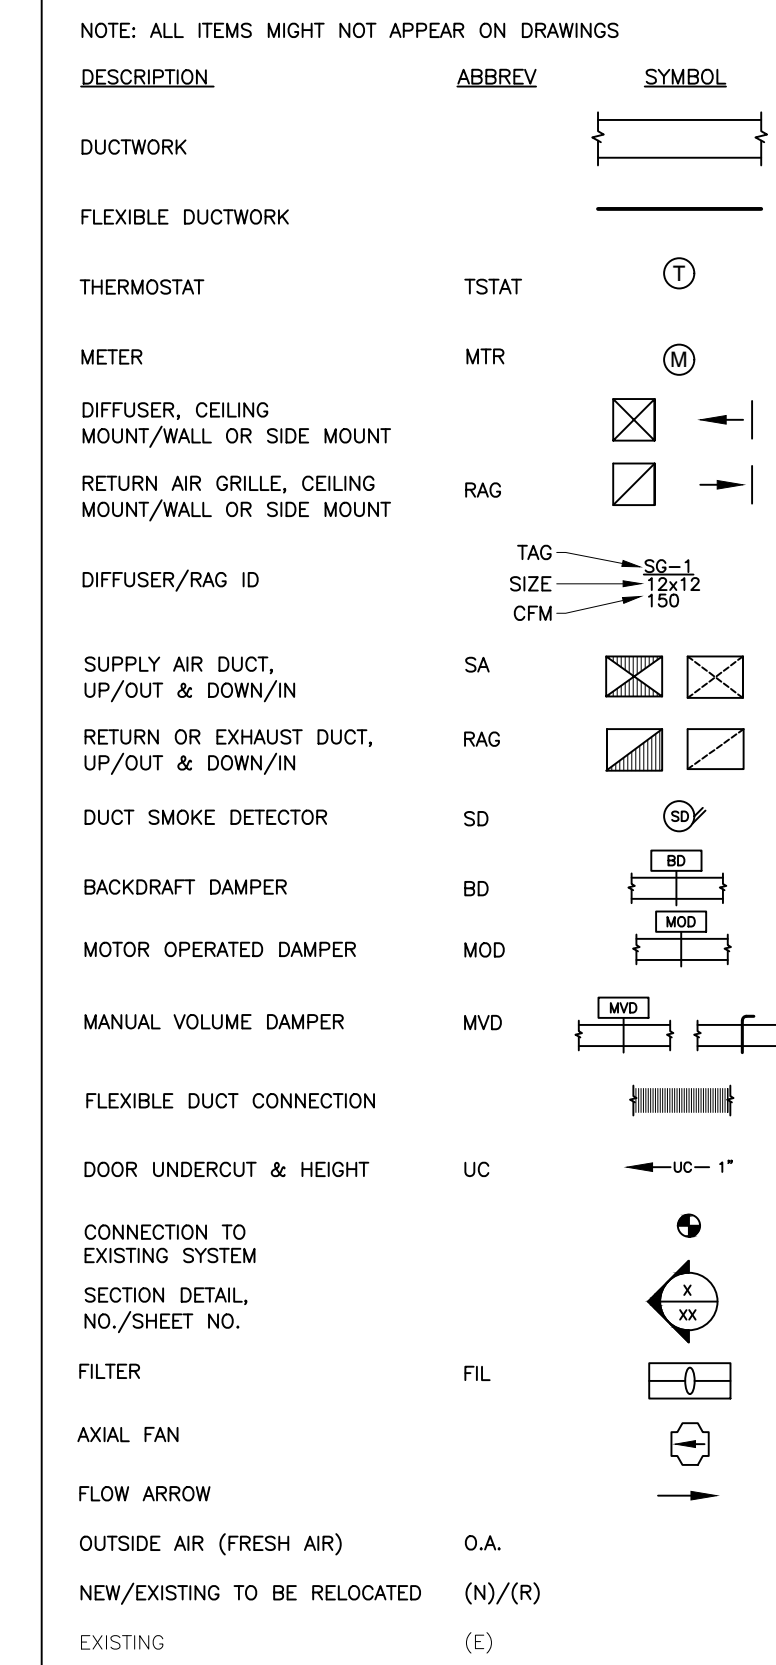 NOTE: ALL ITEMS MIGHT NOT APPEAR ON DRAWINGS
DESCRIPTION ABBREV SYMBOL
DUCTWORK
FLEXIBLE DUCTWORK
THERMOSTAT TSTAT T
METER MTR M
DIFFUSER, CEILING
MOUNT/WALL OR SIDE MOUNT
RETURN AIR GRILLE, CEILING
MOUNT/WALL OR SIDE MOUNT
RAG
DIFFUSER/RAG ID
TAG SG-1
SIZE 12x12
CFM 150
SUPPLY AIR DUCT,
UP/OUT & DOWN/IN
SA
RETURN OR EXHAUST DUCT,
UP/OUT & DOWN/IN
RAG
DUCT SMOKE DETECTOR SD SD
BACKDRAFT DAMPER BD BD
MOTOR OPERATED DAMPER MOD MOD
MANUAL VOLUME DAMPER MVD MVD
FLEXIBLE DUCT CONNECTION
DOOR UNDERCUT & HEIGHT UC UC 1"
CONNECTION TO
EXISTING SYSTEM
SECTION DETAIL,
NO./SHEET NO.
X
XX
FILTER FIL
AXIAL FAN
FLOW ARROW
OUTSIDE AIR (FRESH AIR) O.A.
NEW/EXISTING TO BE RELOCATED (N)/(R)
EXISTING (E)